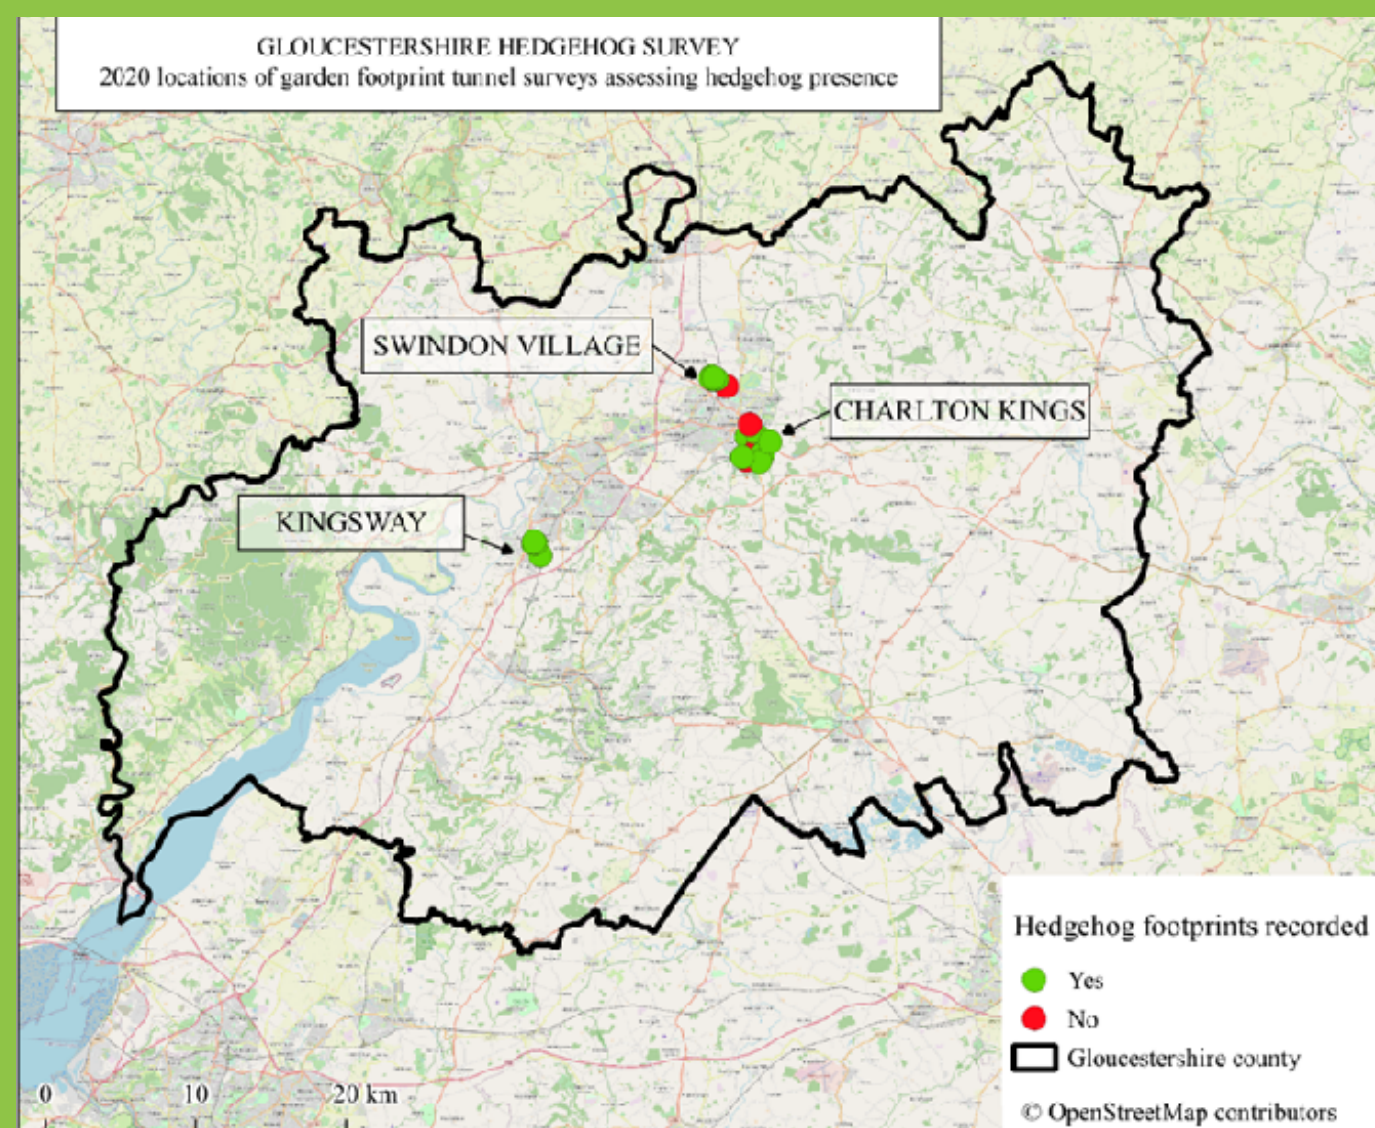 GLOUCESTERSHIRE HEDGEHOG SURVEY
2020 locations of garden footprint tunnel surveys assessing hedgehog presence
SWINDON VILLAGE
CHARLTON KINGS
KINGSWAY
Hedgehog footprints recorded
Yes
No
Gloucestershire county
© OpenStreetMap contributors
0 10 20 km